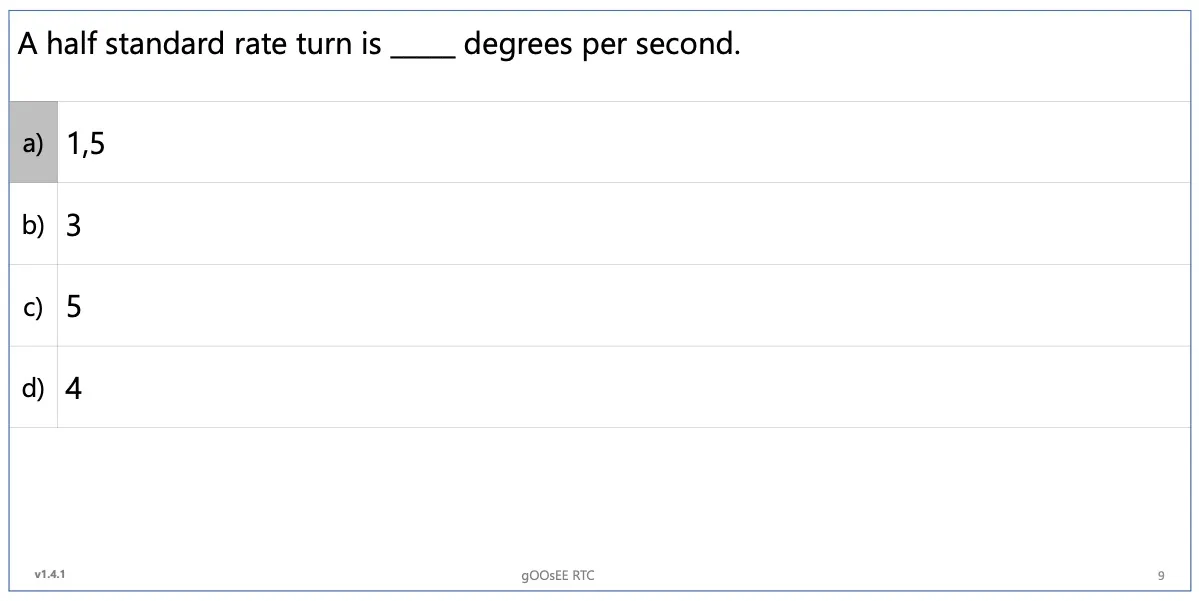 A half standard rate turn is _____ degrees per second.
a) 1,5
b) 3
c) 5
d) 4
v1.4.1 gOOsEE RTC 9